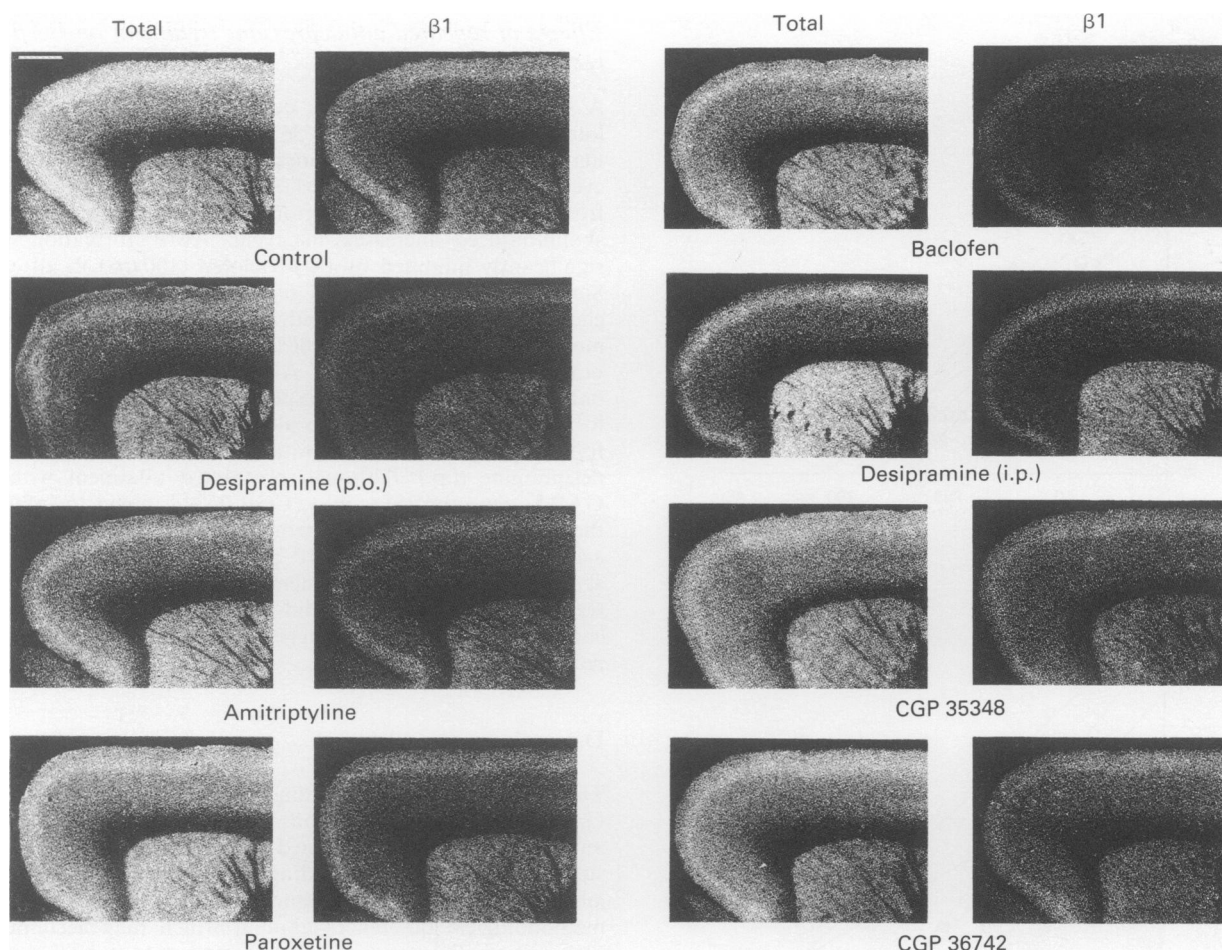 Total β1 Total β1
Control Baclofen
Desipramine (p.o.) Desipramine (i.p.)
Amitriptyline CGP 35348
Paroxetine CGP 36742